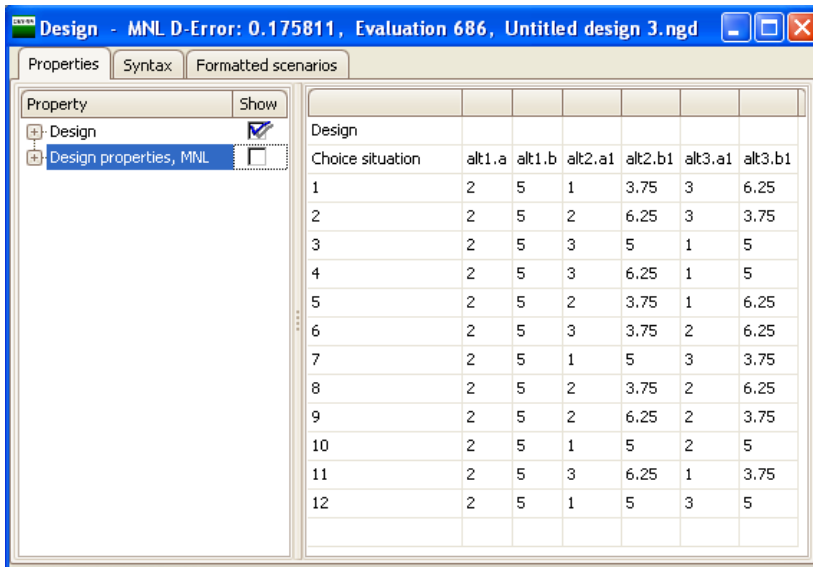 Design - MNL D-Error: 0.175811, Evaluation 686, Untitled design 3.ngd
Properties Syntax Formatted scenarios
Property Show
Design
Design properties, MNL
Design
Choice situation alt1.a alt1.b alt2.a1 alt2.b1 alt3.a1 alt3.b1
1 2 5 1 3.75 3 6.25
2 2 5 2 6.25 3 3.75
3 2 5 3 5 1 5
4 2 5 3 6.25 1 5
5 2 5 2 3.75 1 6.25
6 2 5 3 3.75 2 6.25
7 2 5 1 5 3 3.75
8 2 5 2 3.75 2 6.25
9 2 5 2 6.25 2 3.75
10 2 5 1 5 2 5
11 2 5 3 6.25 1 3.75
12 2 5 1 5 3 5